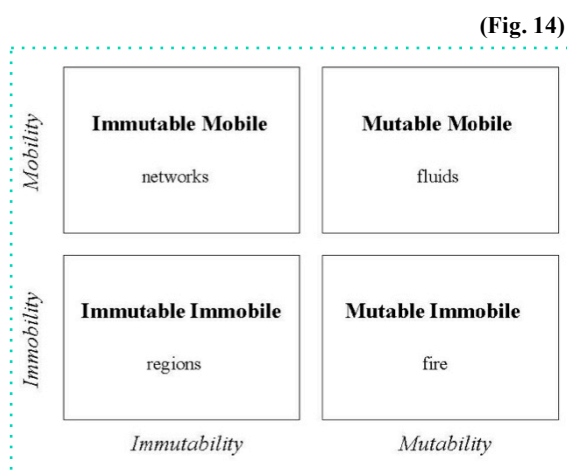 (Fig. 14)
Mobility
Immutable Mobile
networks
Mutable Mobile
fluids
Immobility
Immutable Immobile
regions
Mutable Immobile
fire
Immutability
Mutability